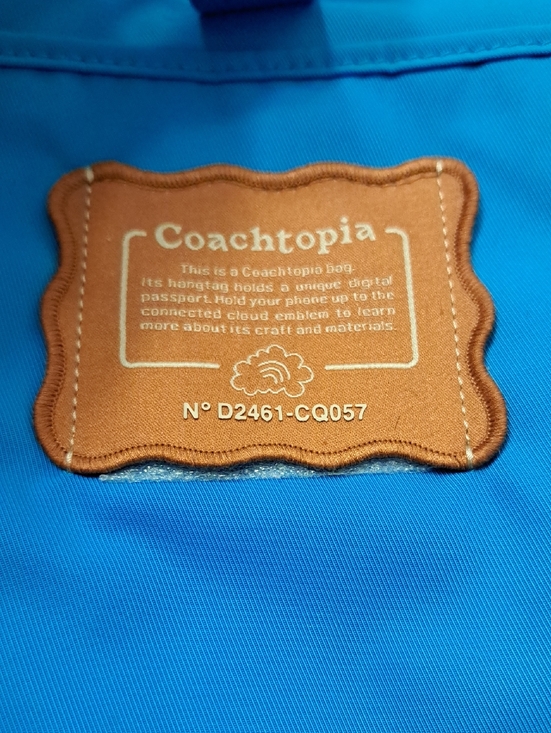 Coachtopia
This is a Coachtopia bag.
Its hangtag holds a unique digital
passport. Hold your phone up to the
connected cloud emblem to learn
more about its craft and materials.
N° D2461-CQ057